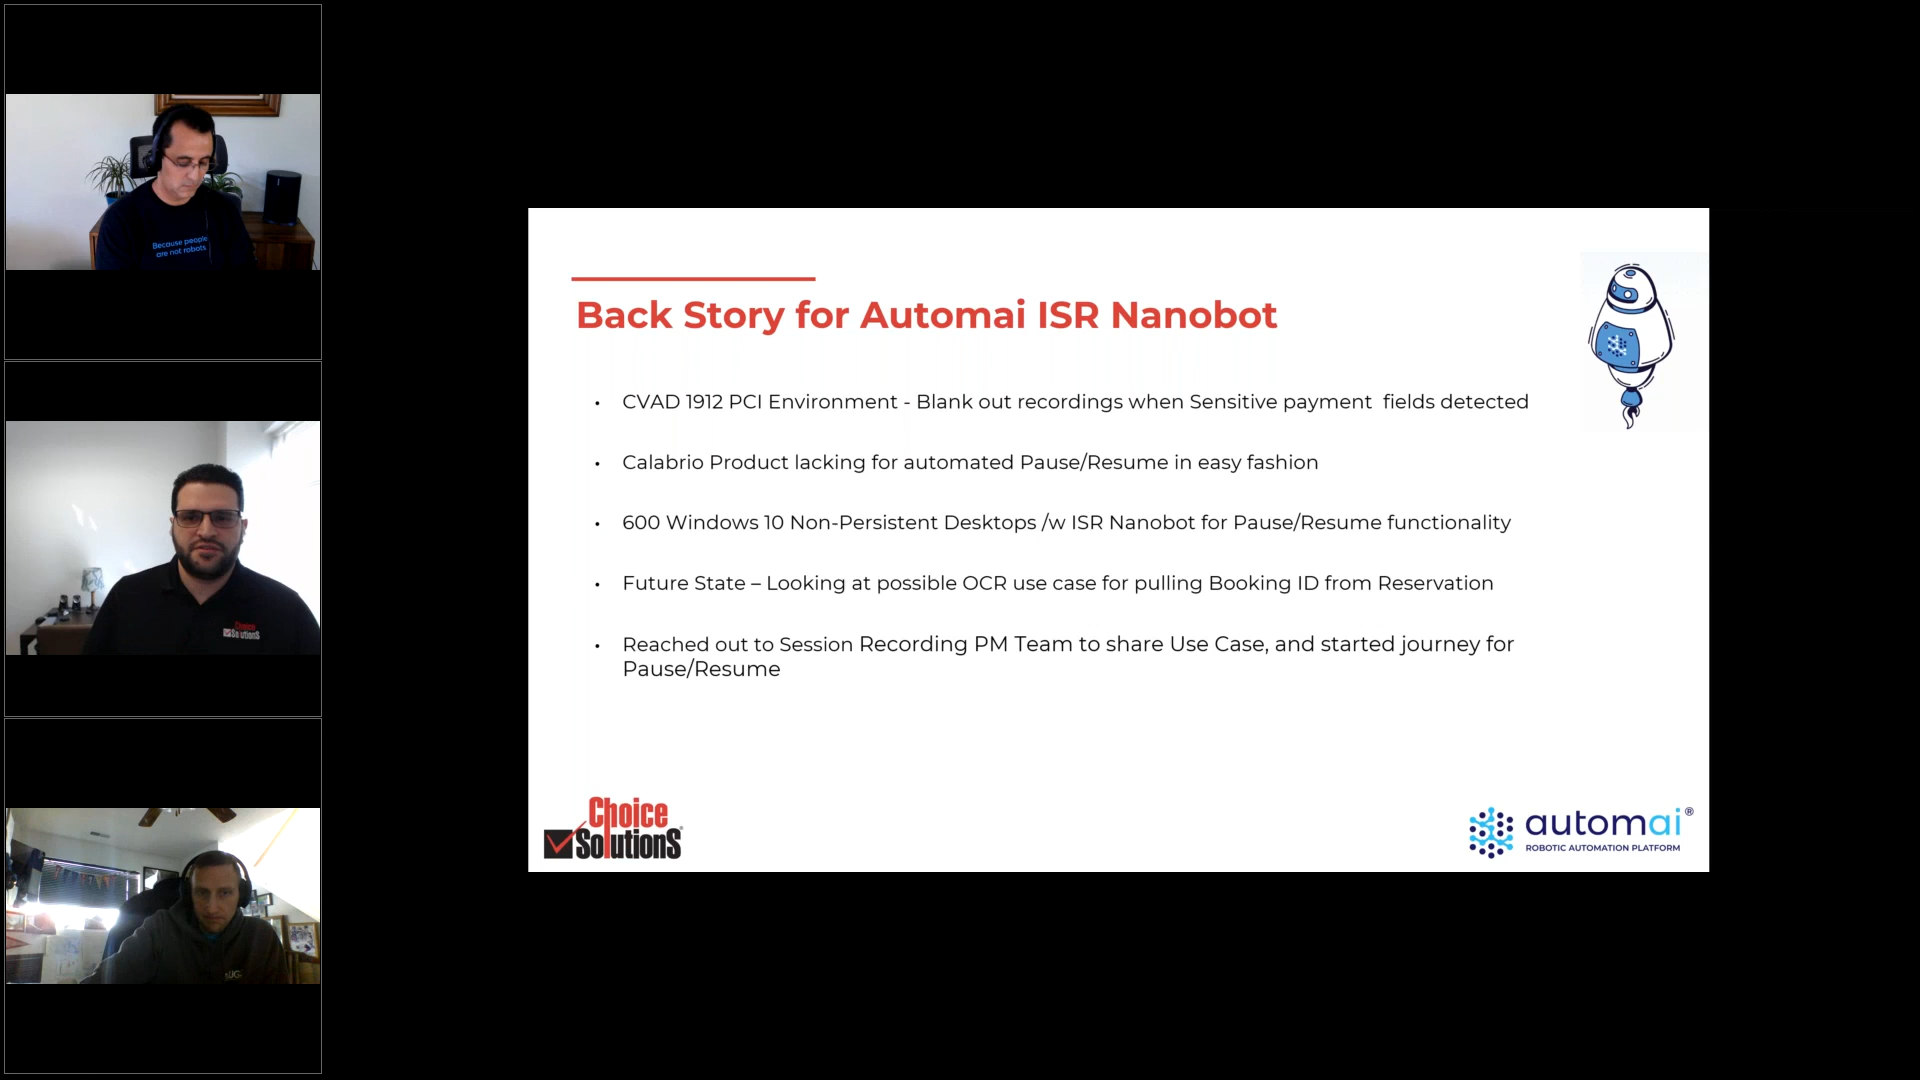 Because people
are not robots
Choice
Solutions
Back Story for Automai ISR Nanobot
• CVAD 1912 PCI Environment - Blank out recordings when Sensitive payment fields detected
• Calabrio Product lacking for automated Pause/Resume in easy fashion
• 600 Windows 10 Non-Persistent Desktops /w ISR Nanobot for Pause/Resume functionality
• Future State – Looking at possible OCR use case for pulling Booking ID from Reservation
• Reached out to Session Recording PM Team to share Use Case, and started journey for
Pause/Resume
Choice
SolutionS
automai®
ROBOTIC AUTOMATION PLATFORM